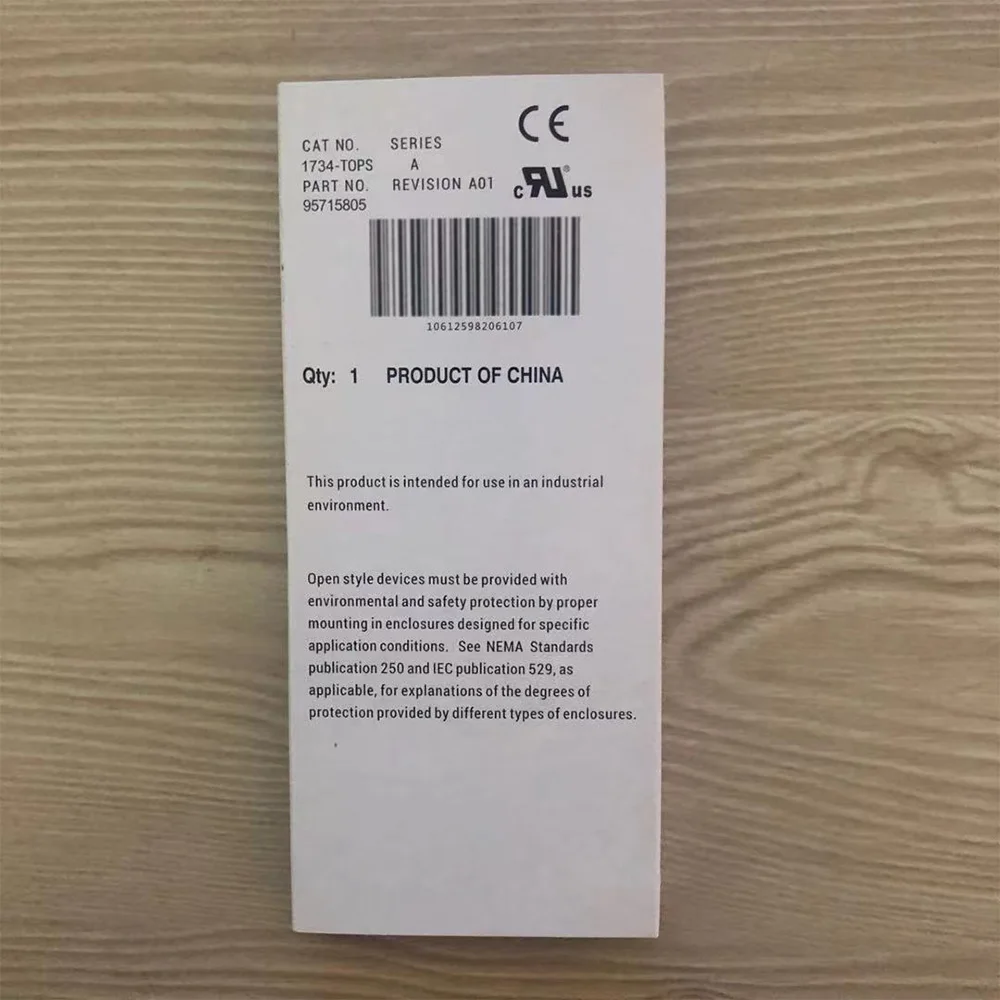 CE
CAT NO. SERIES
1734-TOPS A
PART NO. REVISION A01
95715805
c RU ® us
10612598206107
Qty: 1 PRODUCT OF CHINA
This product is intended for use in an industrial
environment.
Open style devices must be provided with
environmental and safety protection by proper
mounting in enclosures designed for specific
application conditions. See NEMA Standards
publication 250 and IEC publication 529, as
applicable, for explanations of the degrees of
protection provided by different types of enclosures.